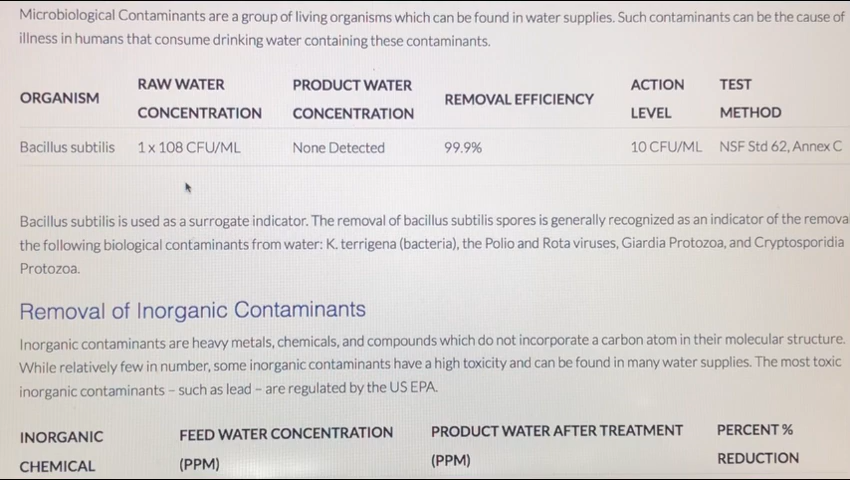 Microbiological Contaminants are a group of living organisms which can be found in water supplies. Such contaminants can be the cause of
illness in humans that consume drinking water containing these contaminants.
ORGANISM RAW WATER CONCENTRATION PRODUCT WATER CONCENTRATION REMOVAL EFFICIENCY ACTION LEVEL TEST METHOD
Bacillus subtilis 1 x 108 CFU/ML None Detected 99.9% 10 CFU/ML NSF Std 62, Annex C
Bacillus subtilis is used as a surrogate indicator. The removal of bacillus subtilis spores is generally recognized as an indicator of the remova
the following biological contaminants from water: K. terrigena (bacteria), the Polio and Rota viruses, Giardia Protozoa, and Cryptosporidia
Protozoa.
Removal of Inorganic Contaminants
Inorganic contaminants are heavy metals, chemicals, and compounds which do not incorporate a carbon atom in their molecular structure.
While relatively few in number, some inorganic contaminants have a high toxicity and can be found in many water supplies. The most toxic
inorganic contaminants – such as lead – are regulated by the US EPA.
INORGANIC CHEMICAL FEED WATER CONCENTRATION (PPM) PRODUCT WATER AFTER TREATMENT (PPM) PERCENT % REDUCTION